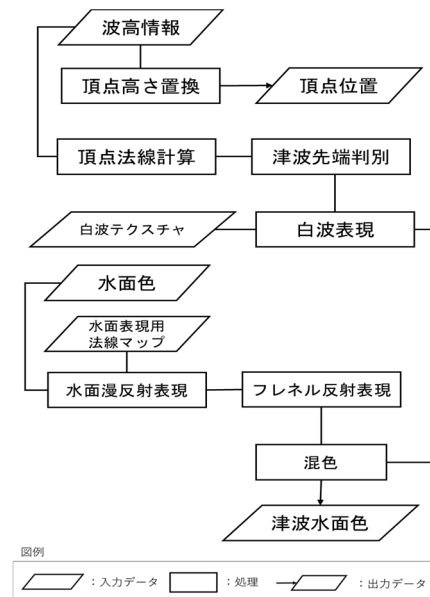 波高情報
頂点高さ置換
頂点位置
頂点法線計算
津波先端判別
白波テクスチャ
白波表現
水面色
水面表現用
法線マップ
水面漫反射表現
フレネル反射表現
混色
津波水面色
図例
：入力データ
：処理
：出力データ